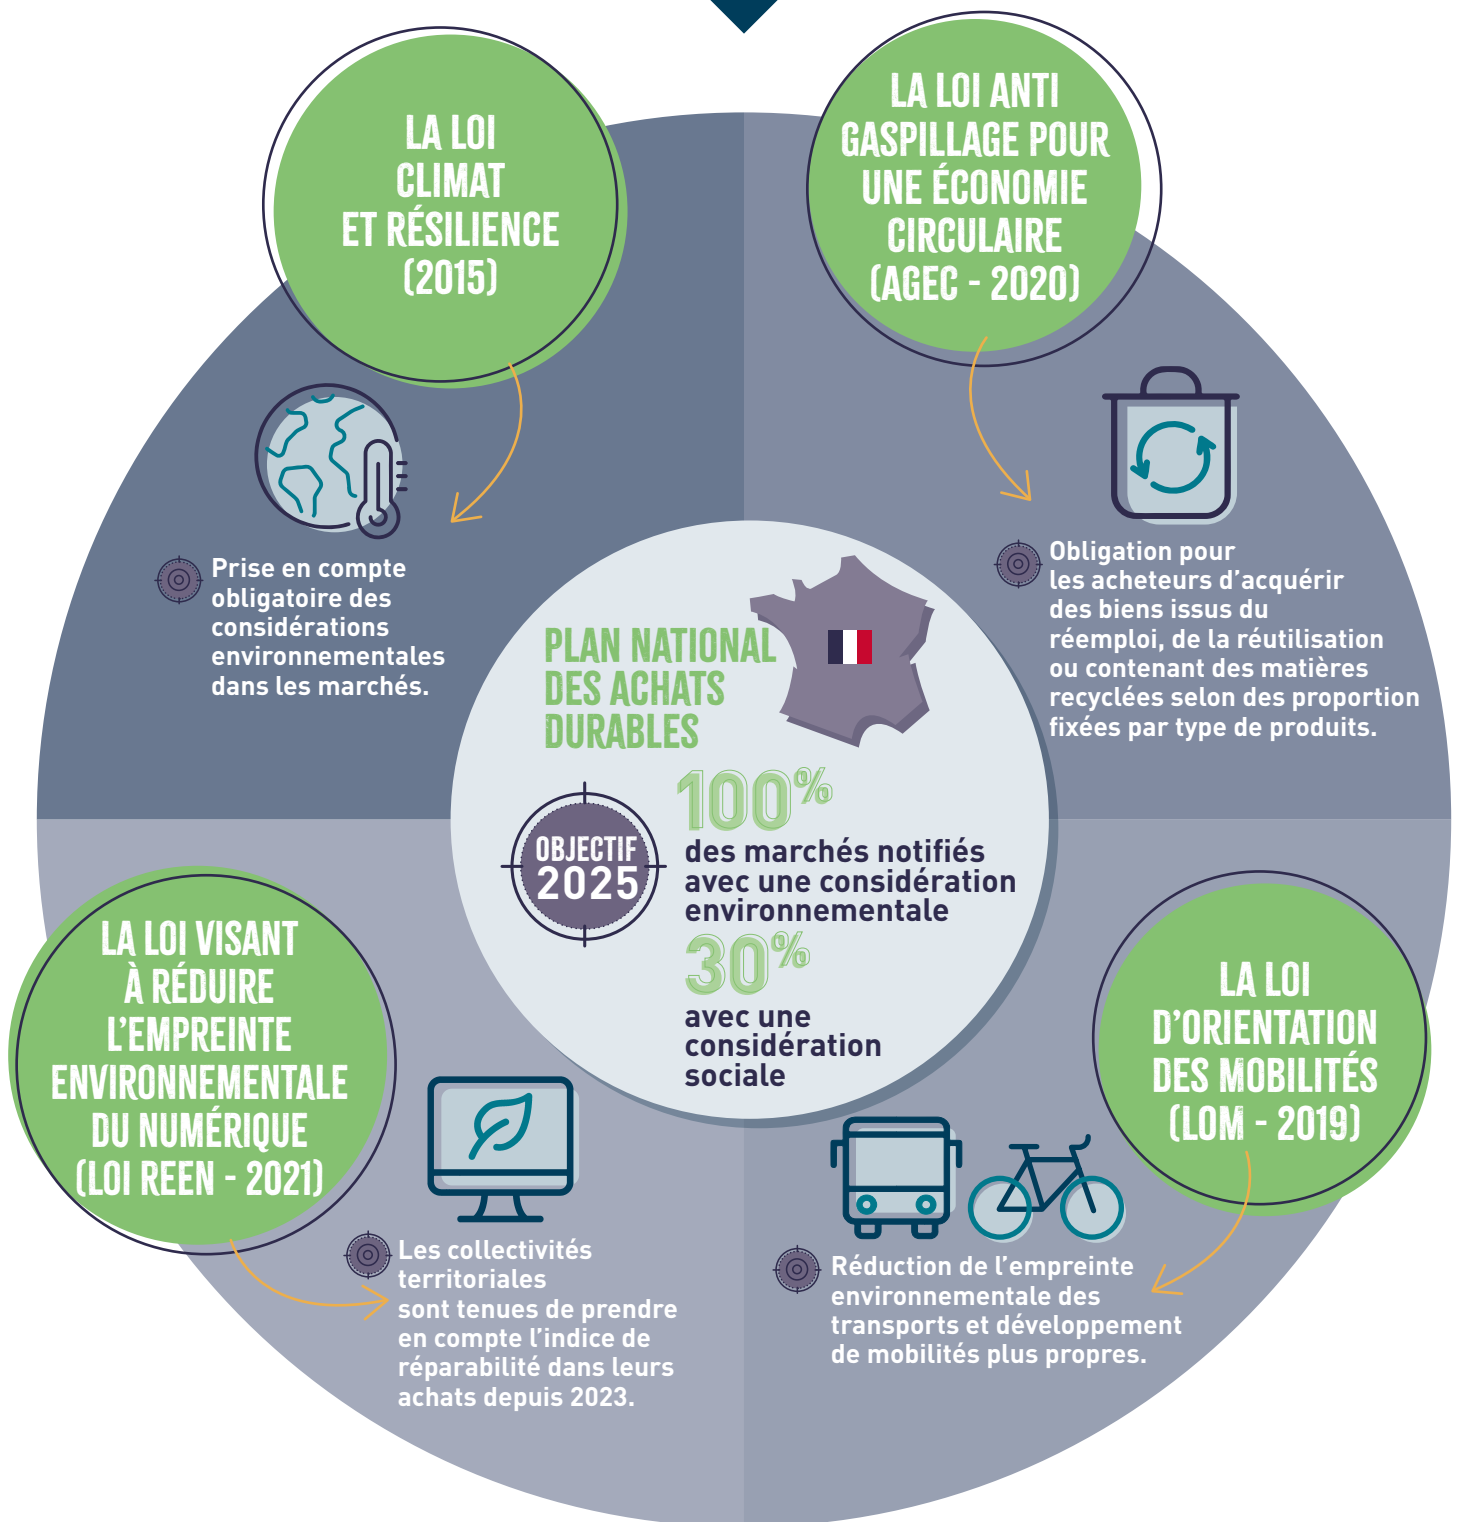 LA LOI
CLIMAT
ET RÉSILIENCE
(2015)
LA LOI ANTI
GASPILLAGE POUR
UNE ÉCONOMIE
CIRCULAIRE
(AGEC - 2020)
Prise en compte
obligatoire des
considérations
environnementales
dans les marchés.
Obligation pour
les acheteurs d’acquérir
des biens issus du
réemploi, de la réutilisation
ou contenant des matières
recyclées selon des proportion
fixées par type de produits.
PLAN NATIONAL
DES ACHATS
DURABLES
OBJECTIF
2025
100%
des marchés notifiés
avec une considération
environnementale
30%
avec une
considération
sociale
LA LOI VISANT
À RÉDUIRE
L’EMPREINTE
ENVIRONNEMENTALE
DU NUMÉRIQUE
(LOI REEN - 2021)
Les collectivités
territoriales
sont tenues de prendre
en compte l’indice de
réparabilité dans leurs
achats depuis 2023.
LA LOI
D’ORIENTATION
DES MOBILITÉS
(LOM - 2019)
Réduction de l’empreinte
environnementale des
transports et développement
de mobilités plus propres.